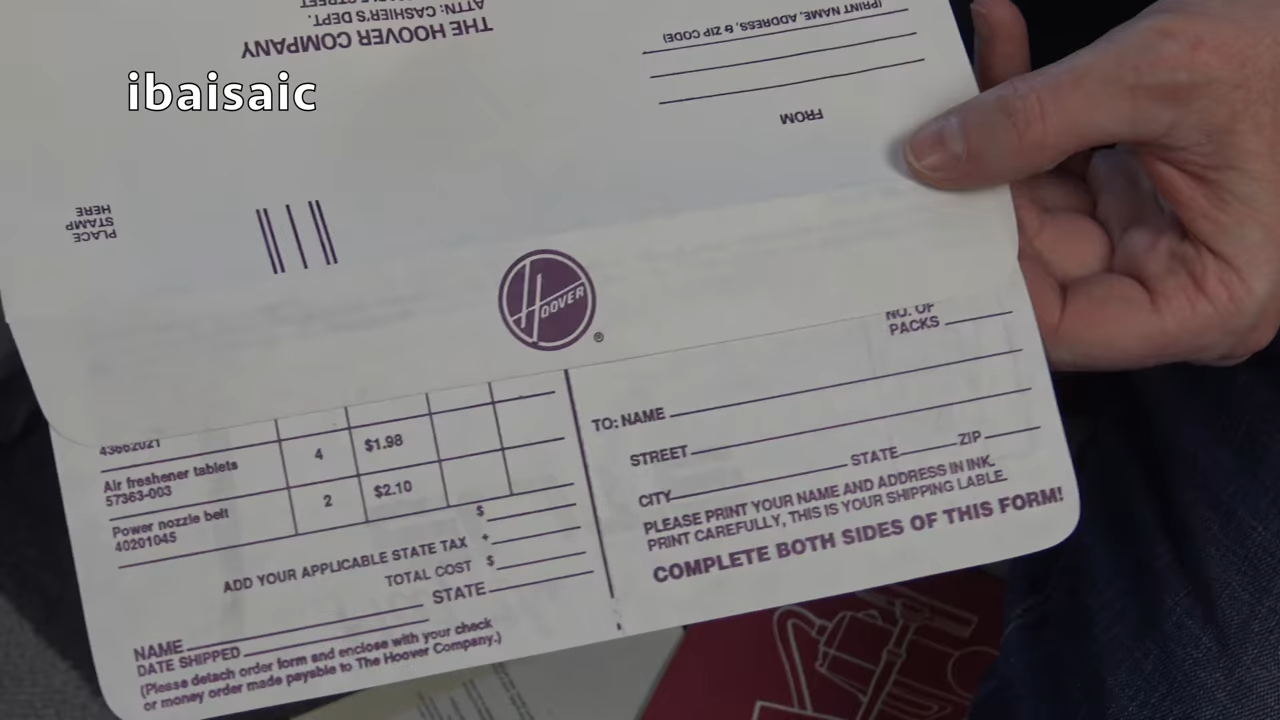 STREET
ATTN: CASHIER'S DEPT.
THE HOOVER COMPANY
(PRINT NAME, ADDRESS, & ZIP CODE)
FROM
ibaisaic
PLACE
STAMP
HERE
HOOVER
®
NO. OF
PACKS
43662021
Air freshener tablets
57363-003
4
$1.98
Power nozzle belt
40201045
2
$2.10
ADD YOUR APPLICABLE STATE TAX
$
+
TOTAL COST $
NAME
STATE
DATE SHIPPED
(Please detach order form and enclose with your check
or money order made payable to The Hoover Company.)
TO: NAME
STREET
CITY STATE ZIP
PLEASE PRINT YOUR NAME AND ADDRESS IN INK.
PRINT CAREFULLY, THIS IS YOUR SHIPPING LABLE.
COMPLETE BOTH SIDES OF THIS FORM!